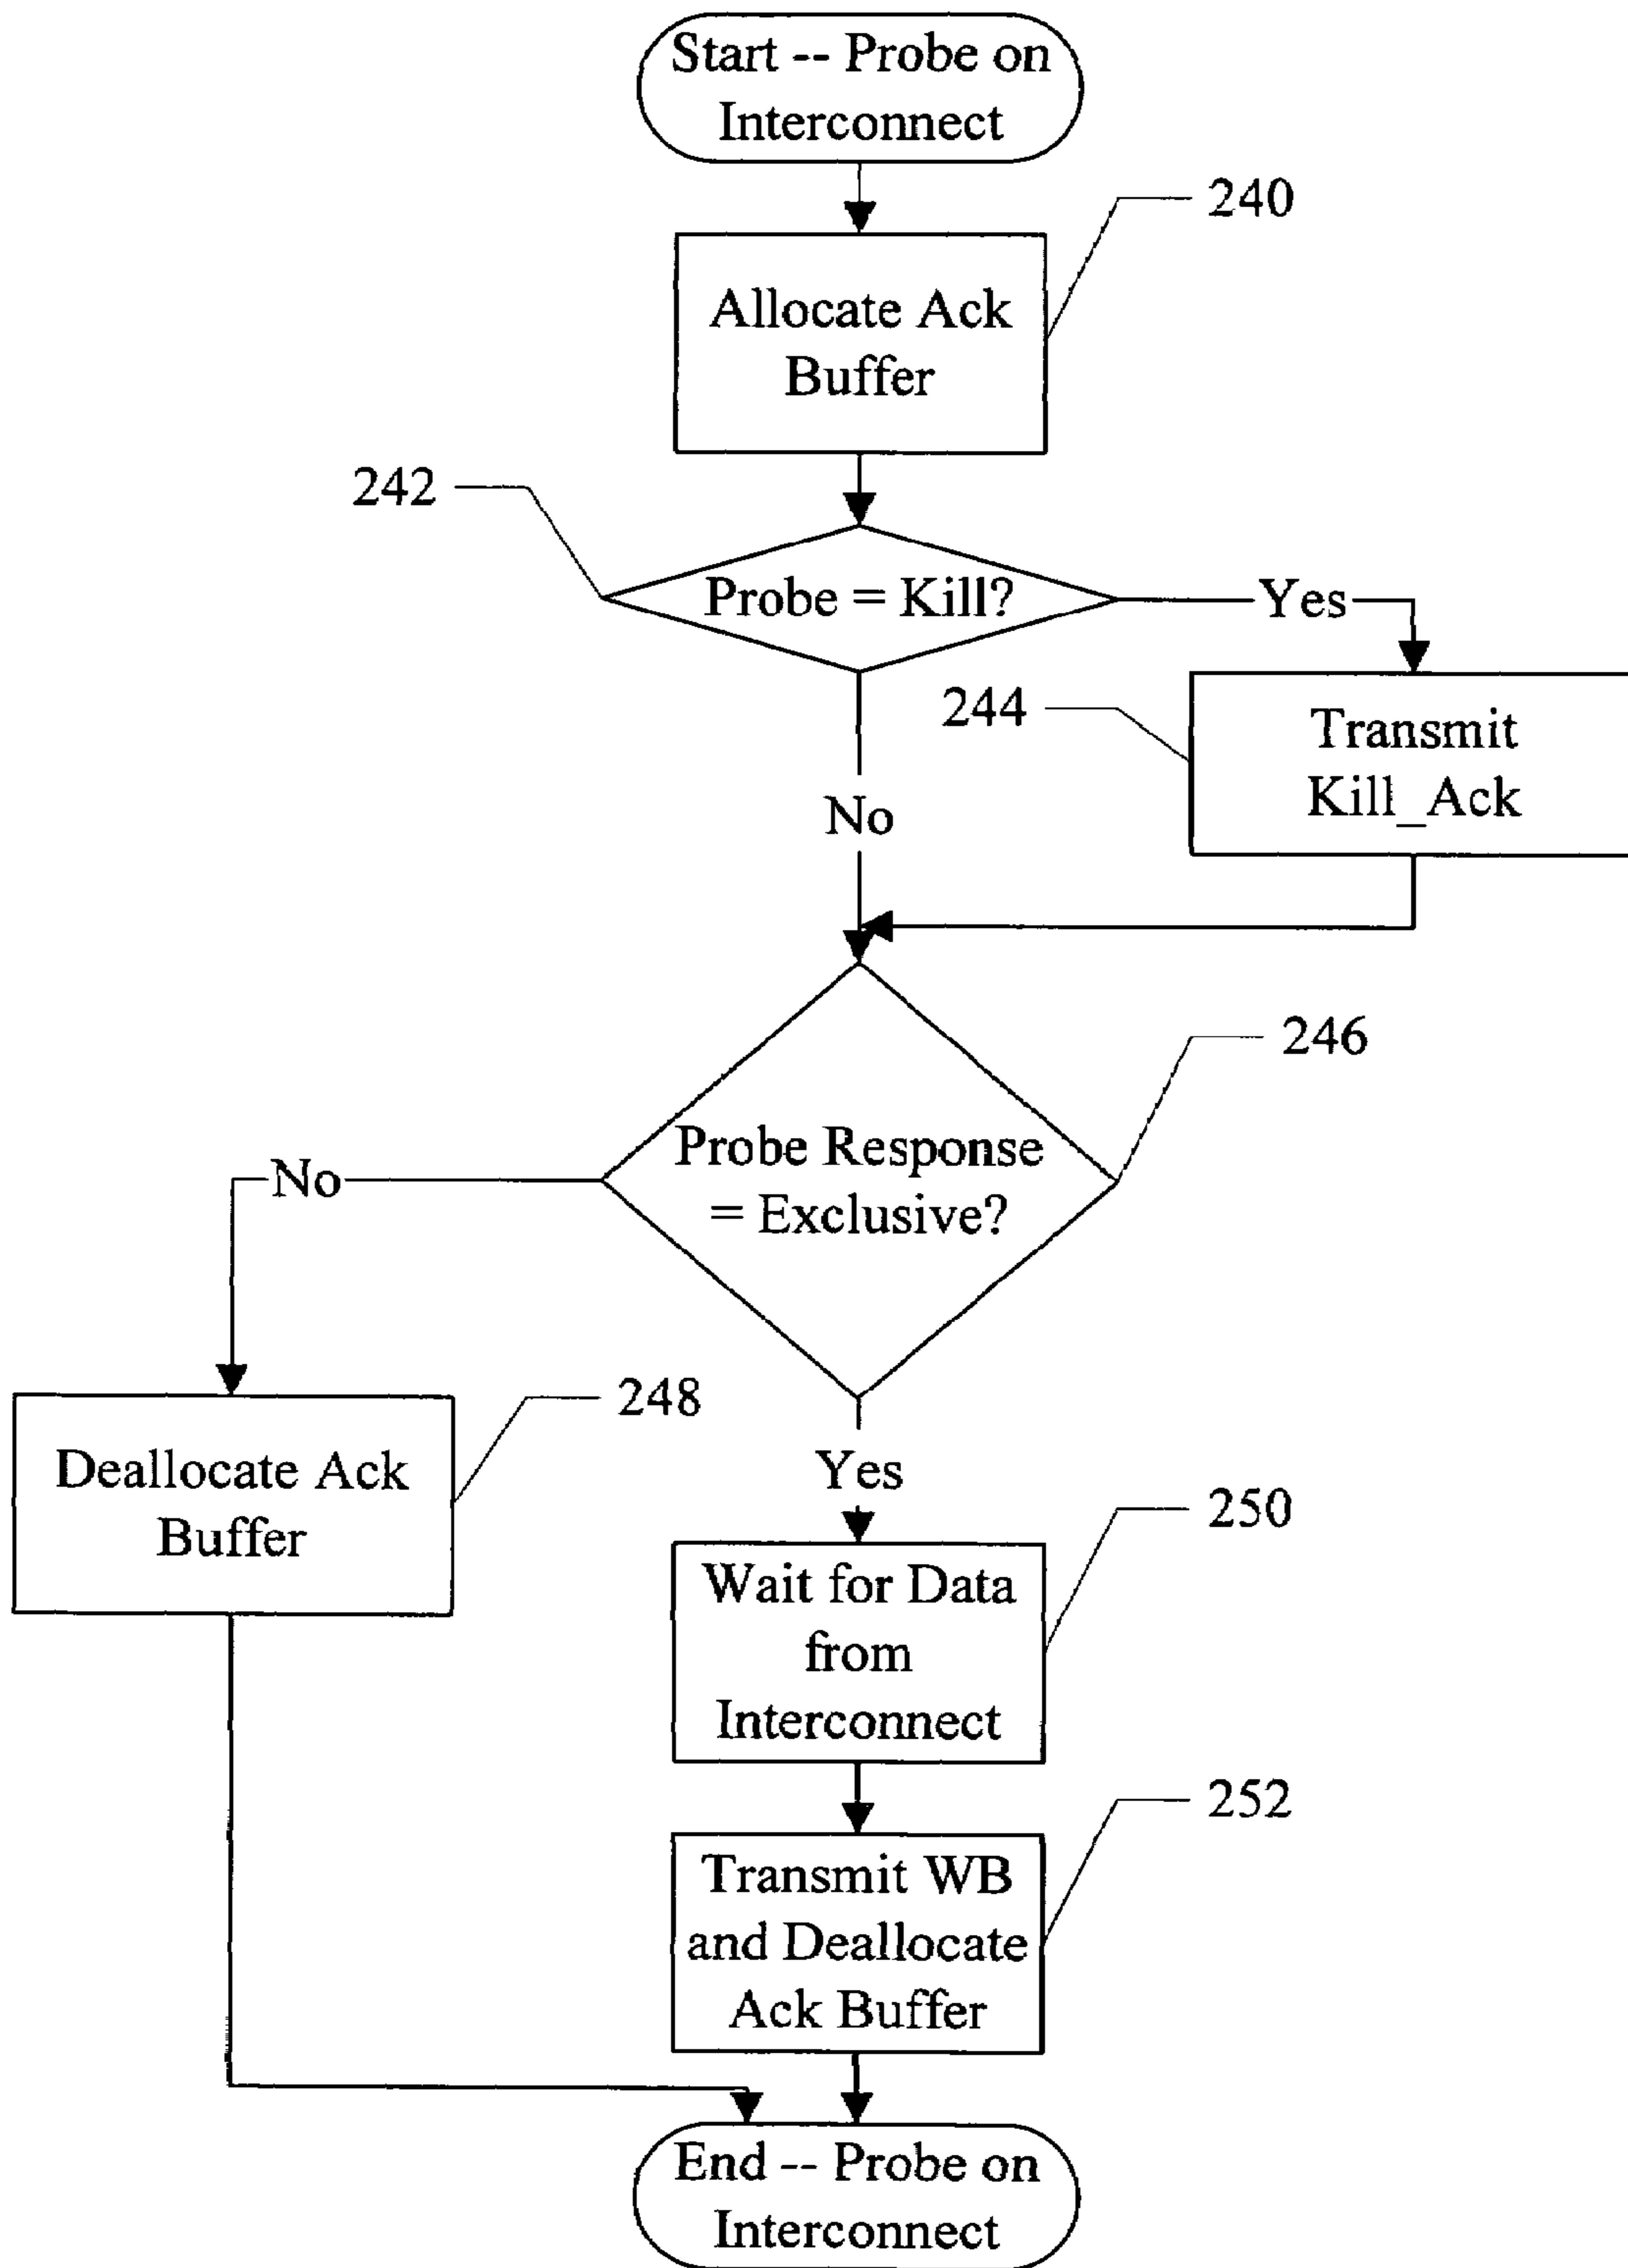 Start -- Probe on
Interconnect
240
Allocate Ack
Buffer
242
Probe = Kill?
Yes
244
Transmit
Kill_Ack
No
246
Probe Response
= Exclusive?
No
248
Deallocate Ack
Buffer
Yes
250
Wait for Data
from
Interconnect
252
Transmit WB
and Deallocate
Ack Buffer
End -- Probe on
Interconnect